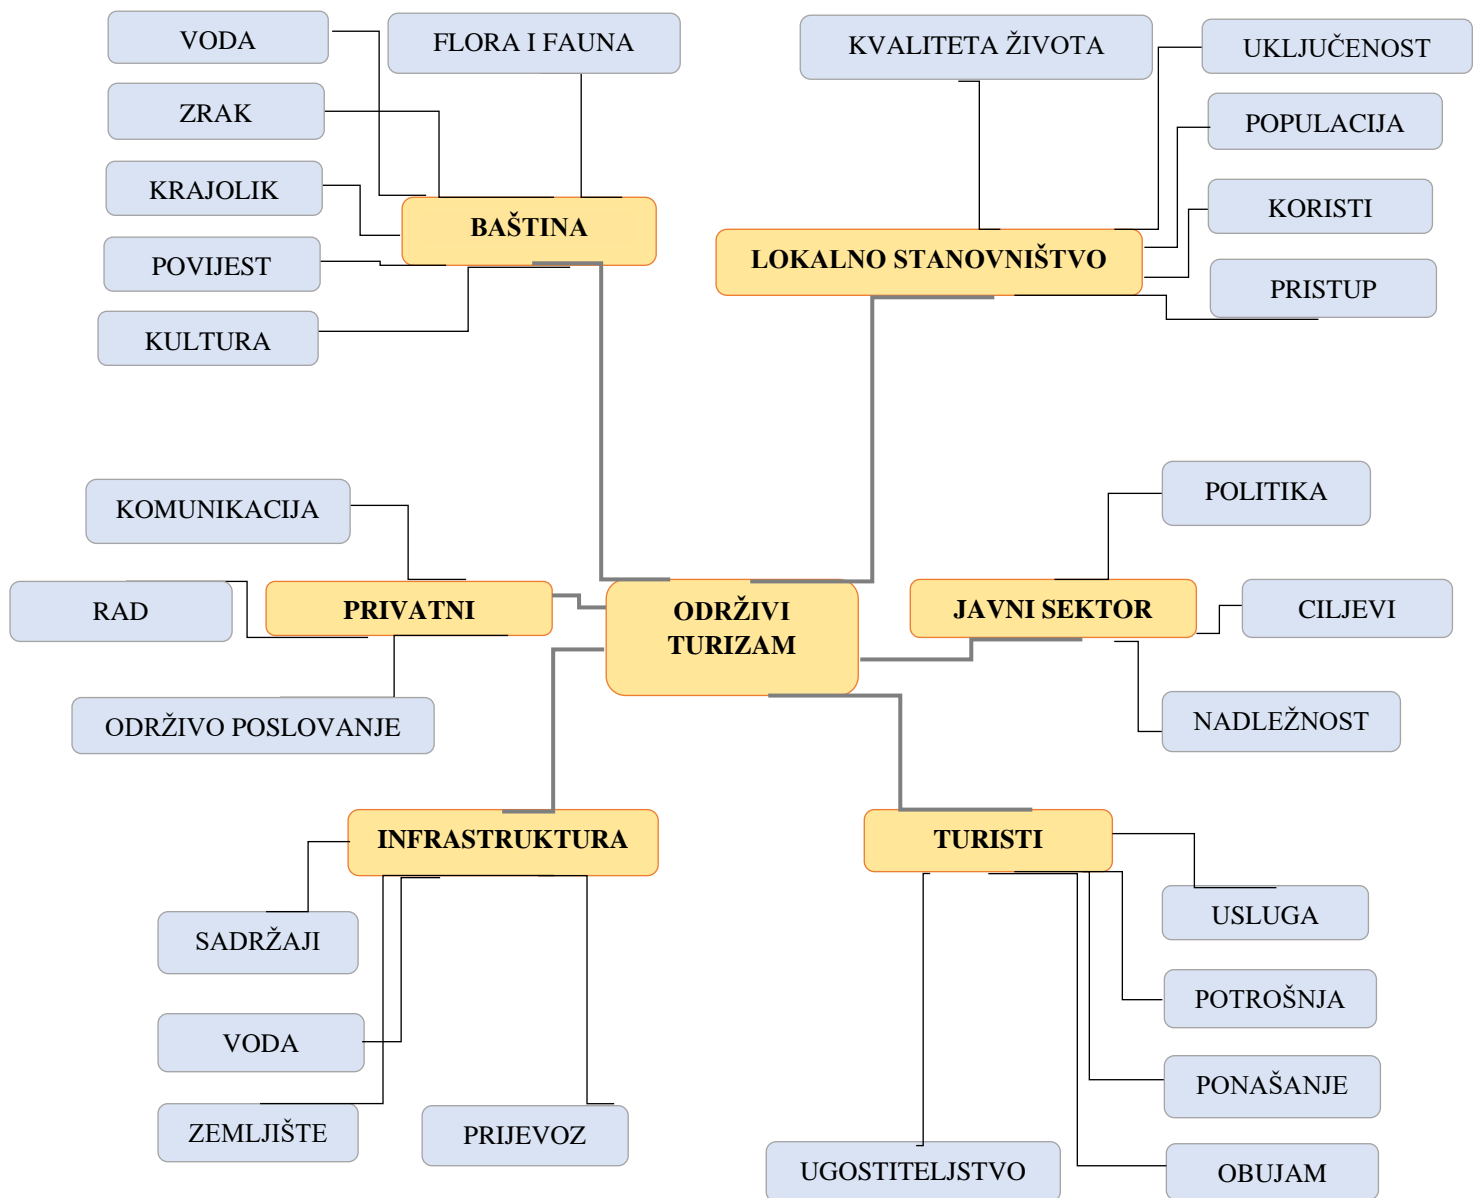 VODA
FLORA I FAUNA
ZRAK
KRAJOLIK
POVIJEST
KULTURA
BAŠTINA
KVALITETA ŽIVOTA
UKLJUČENOST
POPULACIJA
KORISTI
PRISTUP
LOKALNO STANOVNIŠTVO
KOMUNIKACIJA
RAD
PRIVATNI
ODRŽIVO POSLOVANJE
ODRŽIVI
TURIZAM
POLITIKA
JAVNI SEKTOR
CILJEVI
NADLEŽNOST
INFRASTRUKTURA
SADRŽAJI
VODA
ZEMLJIŠTE
PRIJEVOZ
TURISTI
USLUGA
POTROŠNJA
PONAŠANJE
UGOSTITELJSTVO
OBUJAM